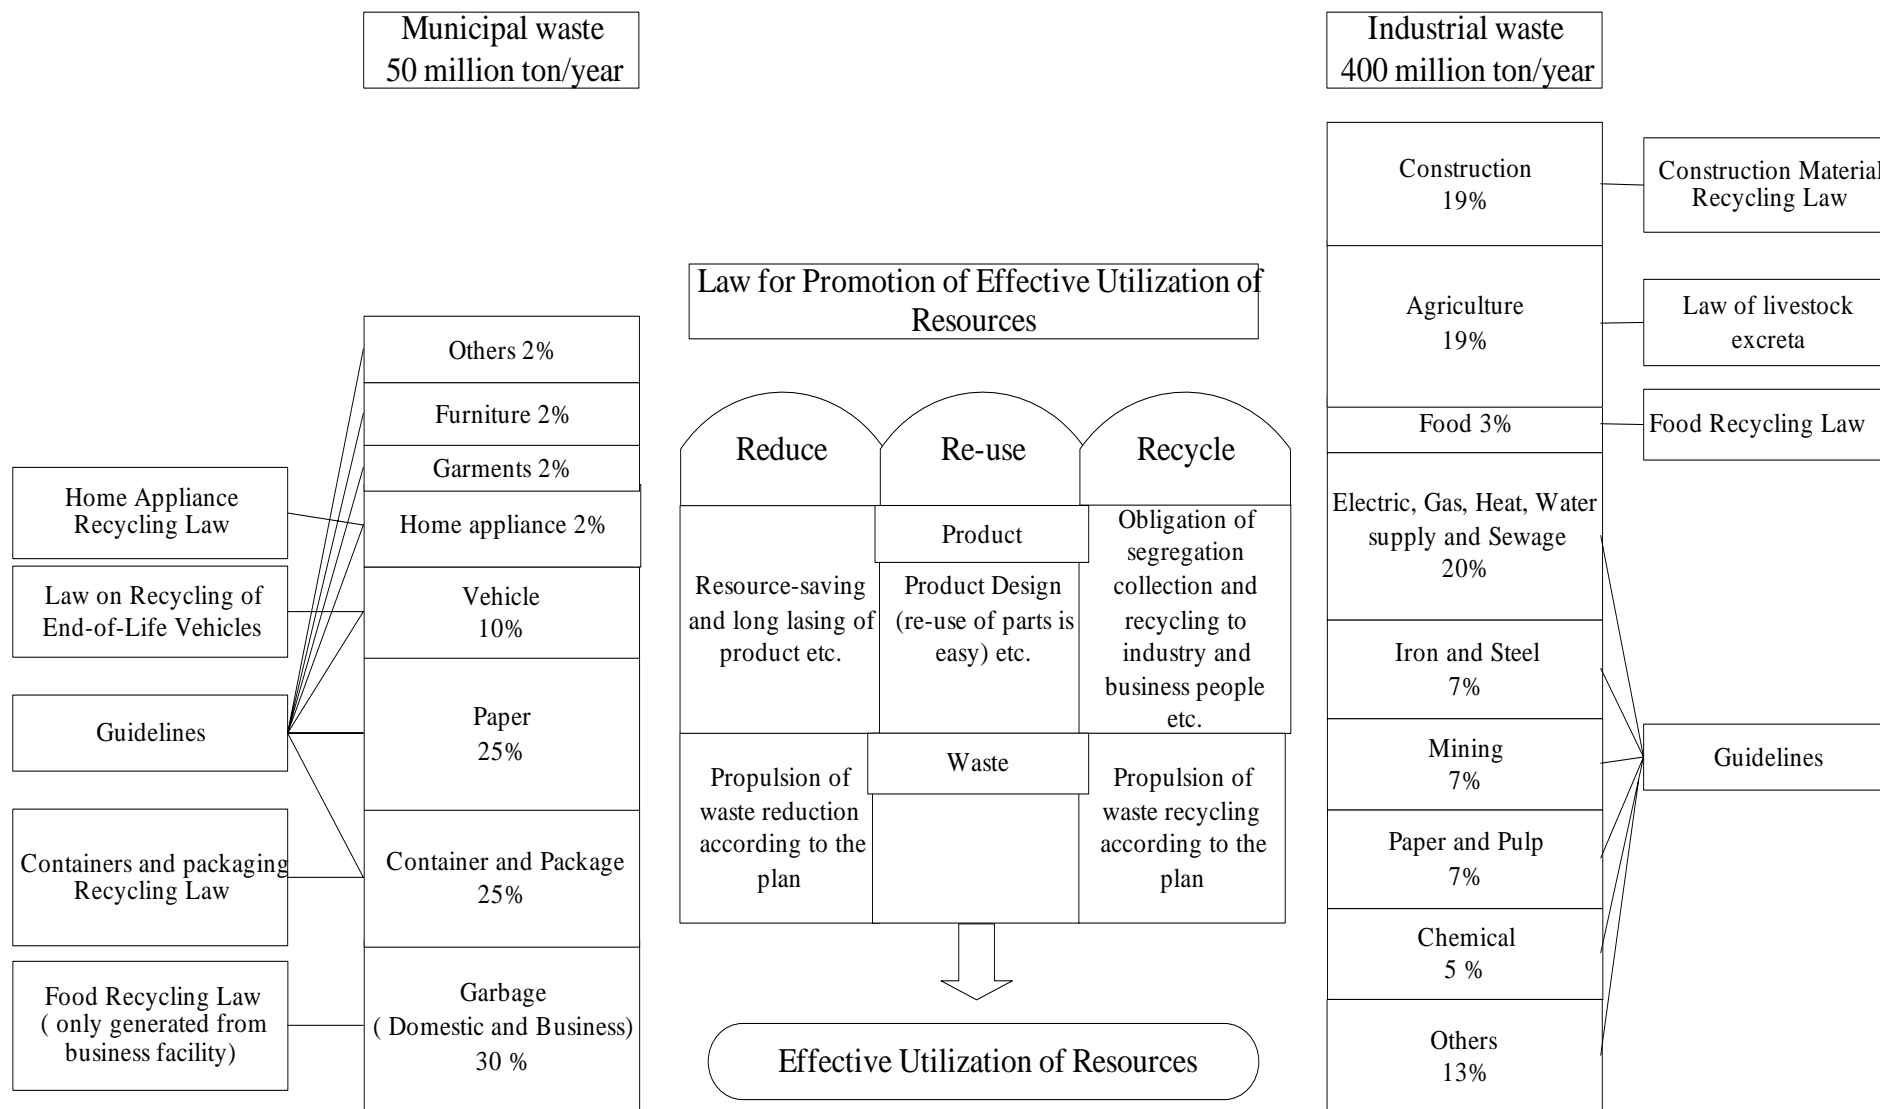 Municipal waste
50 million ton/year
Industrial waste
400 million ton/year
Home Appliance
Recycling Law
Law on Recycling of
End-of-Life Vehicles
Guidelines
Containers and packaging
Recycling Law
Food Recycling Law
( only generated from
business facility)
Others 2%
Furniture 2%
Garments 2%
Home appliance 2%
Vehicle
10%
Paper
25%
Container and Package
25%
Garbage
( Domestic and Business)
30 %
Law for Promotion of Effective Utilization of
Resources
Reduce
Re-use
Recycle
Resource-saving
and long lasing of
product etc.
Product
Product Design
(re-use of parts is
easy) etc.
Obligation of
segregation
collection and
recycling to
industry and
business people
etc.
Propulsion of
waste reduction
according to the
plan
Waste
Propulsion of
waste recycling
according to the
plan
Effective Utilization of Resources
Construction
19%
Agriculture
19%
Food 3%
Electric, Gas, Heat, Water
supply and Sewage
20%
Iron and Steel
7%
Mining
7%
Paper and Pulp
7%
Chemical
5 %
Others
13%
Construction Material
Recycling Law
Law of livestock
excreta
Food Recycling Law
Guidelines